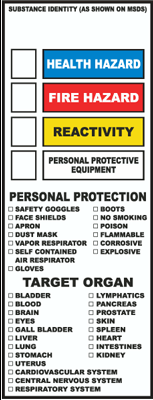 SUBSTANCE IDENTITY (AS SHOWN ON MSDS)
HEALTH HAZARD
FIRE HAZARD
REACTIVITY
PERSONAL PROTECTIVE
EQUIPMENT
PERSONAL PROTECTION
SAFETY GOGGLES
FACE SHIELDS
APRON
DUST MASK
VAPOR RESPIRATOR
SELF CONTAINED
AIR RESPIRATOR
GLOVES
BOOTS
NO SMOKING
POISON
FLAMMABLE
CORROSIVE
EXPLOSIVE
TARGET ORGAN
BLADDER
BLOOD
BRAIN
EYES
GALL BLADDER
LIVER
LUNG
STOMACH
UTERUS
CARDIOVASCULAR SYSTEM
CENTRAL NERVOUS SYSTEM
RESPIRATORY SYSTEM
LYMPHATICS
PANCREAS
PROSTATE
SKIN
SPLEEN
HEART
INTESTINES
KIDNEY